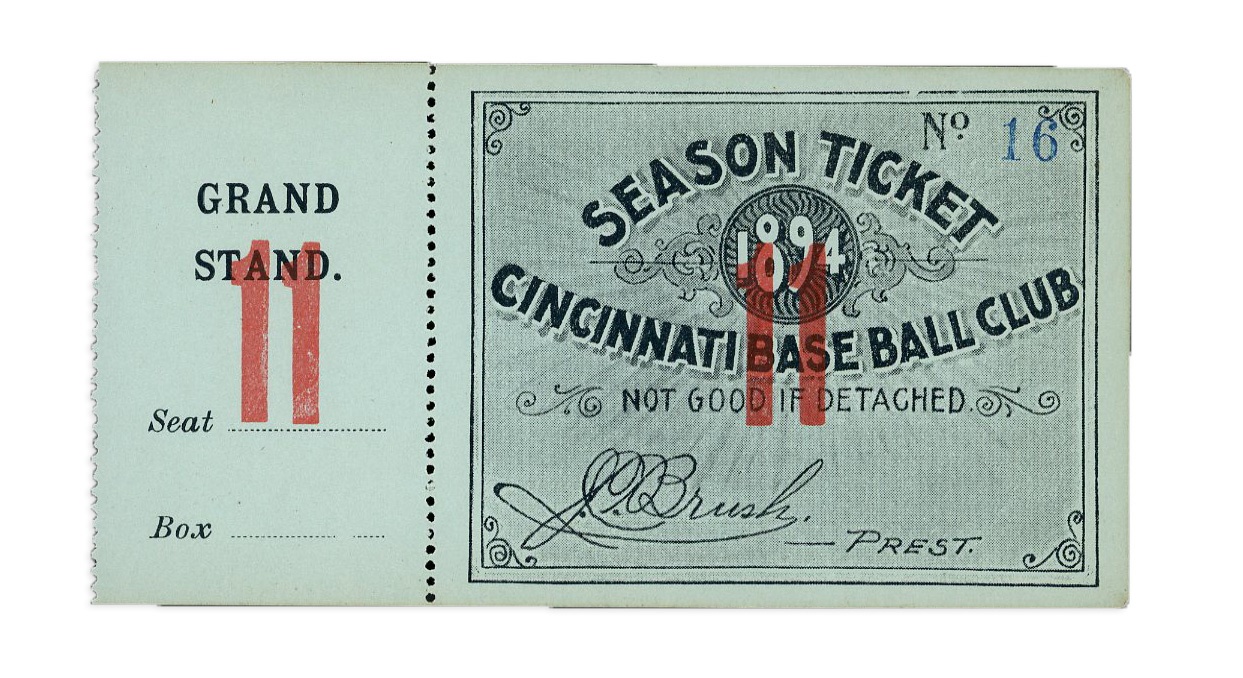 GRAND
STAND.
11
Seat
Box
Nº 16
SEASON TICKET
1894
11
CINCINNATI BASE BALL CLUB
NOT GOOD IF DETACHED.
J.T. Brush.
PREST.